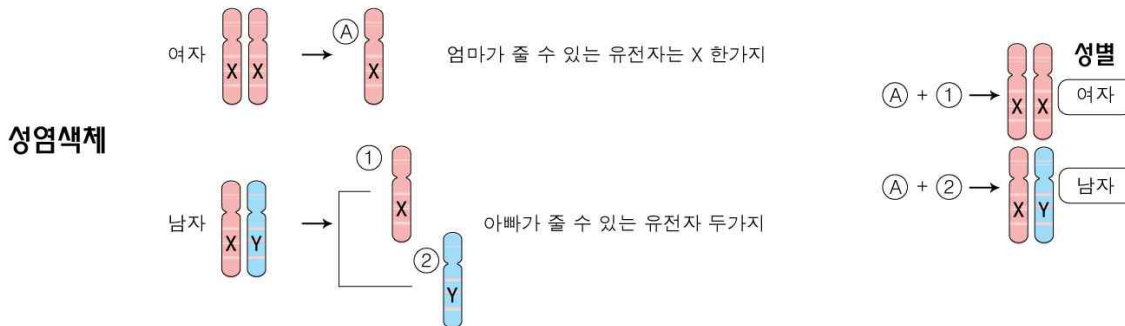 성염색체
여자
X X
Ⓐ
X
엄마가 줄 수 있는 유전자는 X 한가지
남자
X Y
①
X
②
Y
아빠가 줄 수 있는 유전자 두가지
성별
Ⓐ + ①
X X
여자
Ⓐ + ②
X Y
남자